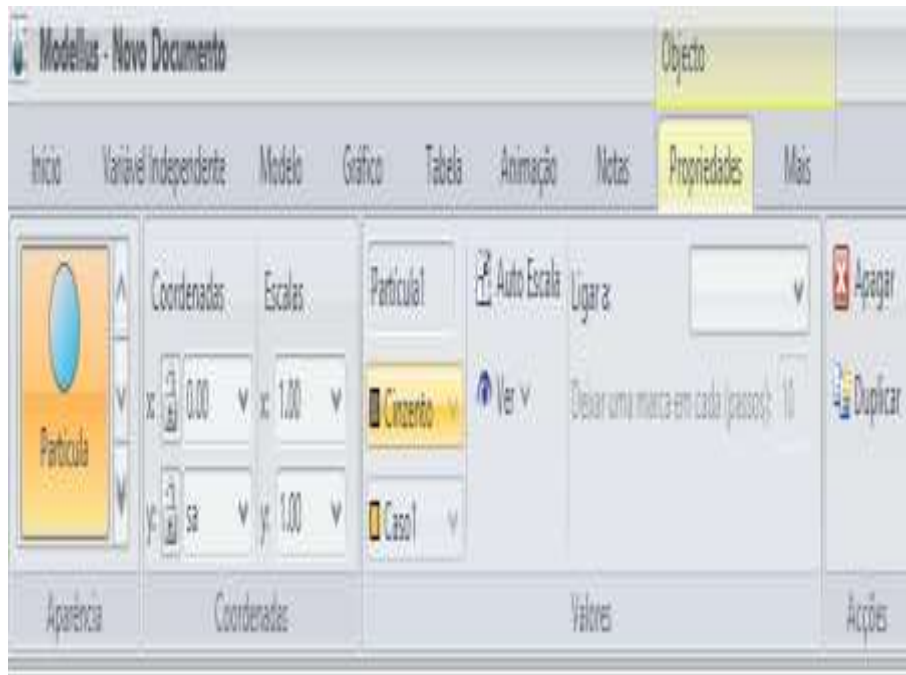 Modellus - Novo Documento
Objecto
Início Variável Independente Modelo Gráfico Tabela Animação Notas Propriedades Mais
Partícula
Coordenadas Escalas
x: 0.00 x: 1.00
y: sa y: 1.00
Partícula1
Cinzento
Caso1
Auto Escala
Ver
Ligar a:
Deixar uma marca em cada (passos): 10
Apagar
Duplicar
Aparência Coordenadas Valores Acções